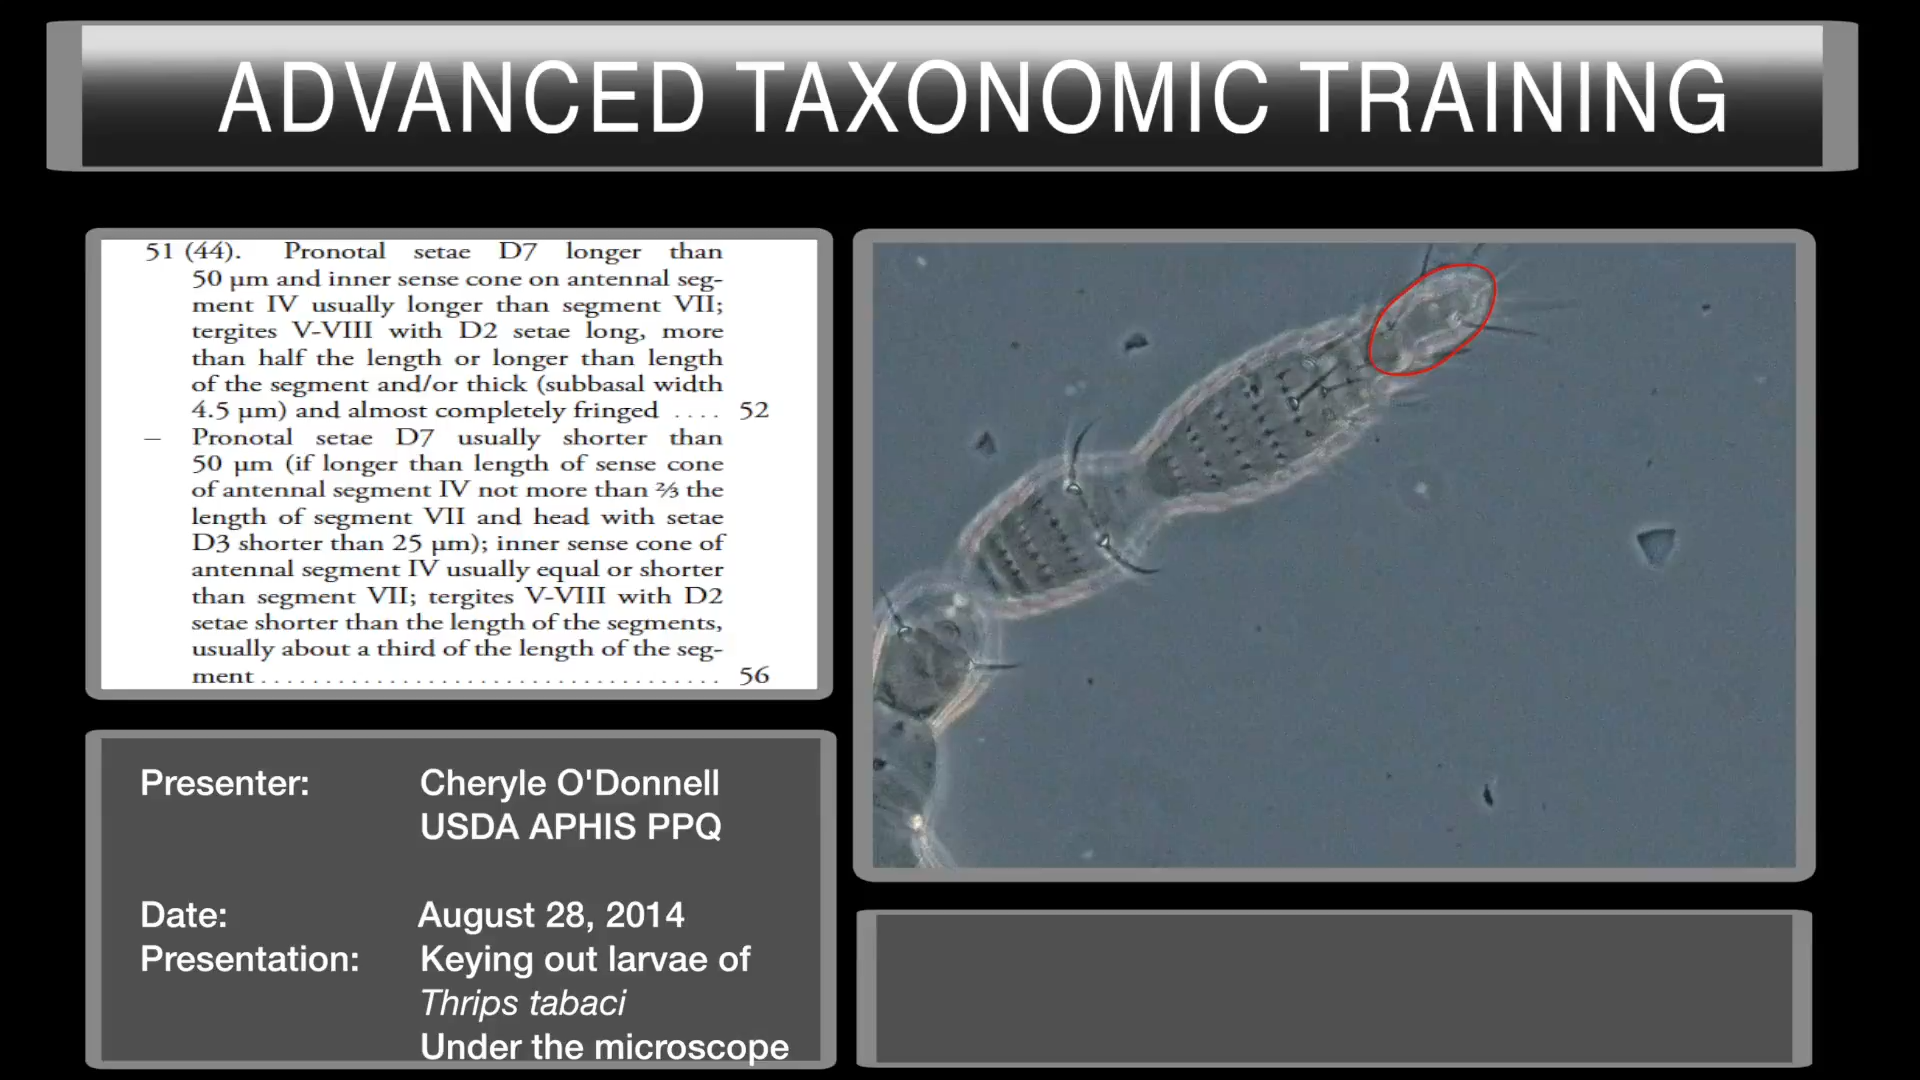 ADVANCED TAXONOMIC TRAINING
51 (44). Pronotal setae D7 longer than
50 µm and inner sense cone on antennal seg-
ment IV usually longer than segment VII;
tergites V-VIII with D2 setae long, more
than half the length or longer than length
of the segment and/or thick (subbasal width
4.5 µm) and almost completely fringed .... 52
– Pronotal setae D7 usually shorter than
50 µm (if longer than length of sense cone
of antennal segment IV not more than ⅔ the
length of segment VII and head with setae
D3 shorter than 25 µm); inner sense cone of
antennal segment IV usually equal or shorter
than segment VII; tergites V-VIII with D2
setae shorter than the length of the segments,
usually about a third of the length of the seg-
ment .................................. 56
Presenter: Cheryle O'Donnell
USDA APHIS PPQ
Date: August 28, 2014
Presentation: Keying out larvae of
Thrips tabaci
Under the microscope